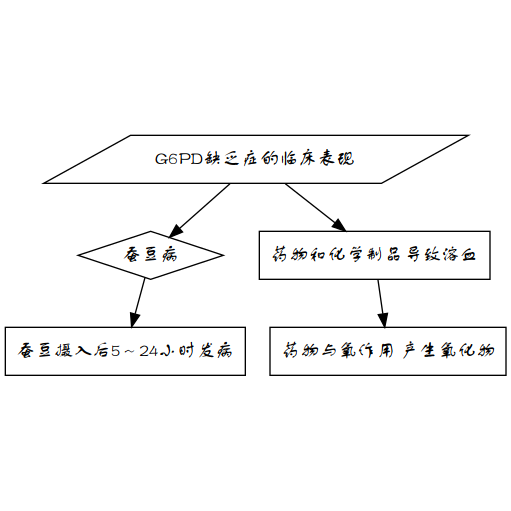 G6PD缺乏症的临床表现
蚕豆病
药物和化学制品导致溶血
蚕豆摄入后5～24小时发病
药物与氧作用产生氧化物